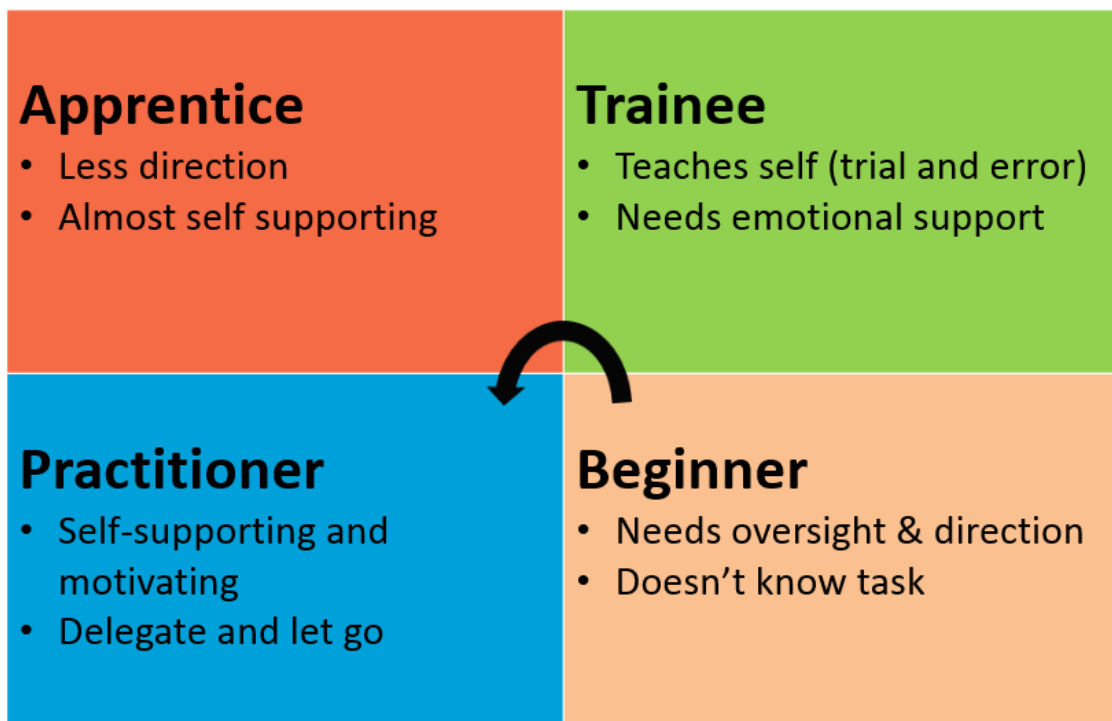 Apprentice
• Less direction
• Almost self supporting
Trainee
• Teaches self (trial and error)
• Needs emotional support
Practitioner
• Self-supporting and
motivating
• Delegate and let go
Beginner
• Needs oversight & direction
• Doesn’t know task